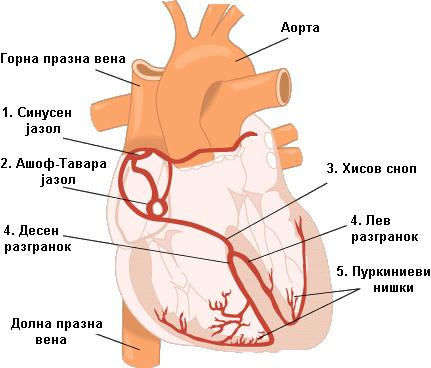 Аорта
Горна празна вена
1. Синусен
јазол
2. Ашоф-Тавара
јазол
3. Хисов сноп
4. Десен
разгранок
4. Лев
разгранок
5. Пуркиниеви
нишки
Долна празна
вена